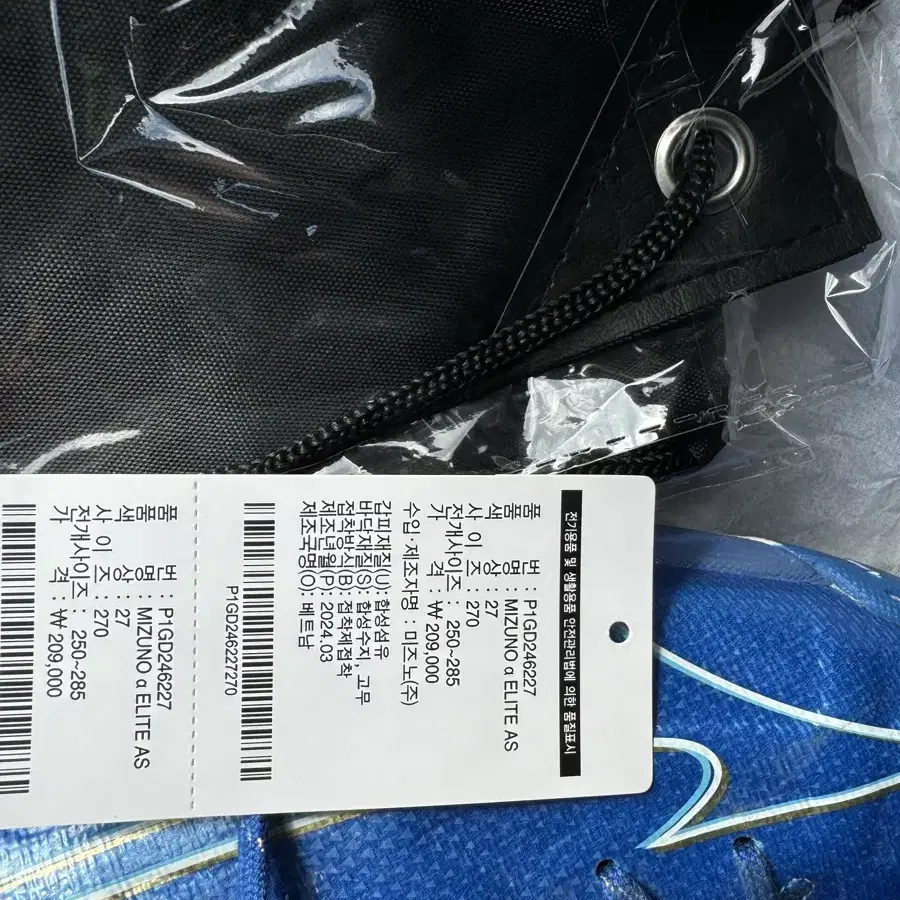 전기용품 및 생활용품 안전관리법에 의한 품질표시
품 번 : P1GD246227
품 명 : MIZUNO α ELITE AS
색 상 : 27
사 이 즈 : 270
전개사이즈 : 250~285
가 격 : ₩ 209,000
수입·제조자명 : 미즈노(주)
갑피재질(U): 합성섬유
바닥재질(S): 합성수지, 고무
접착방식(B): 접착제접착
제조년월(P): 2024.03
제조국명(O): 베트남
P1GD246227270
품 번 : P1GD246227
품 명 : MIZUNO α ELITE AS
색 상 : 27
사 이 즈 : 270
전개사이즈 : 250~285
가 격 : ₩ 209,000